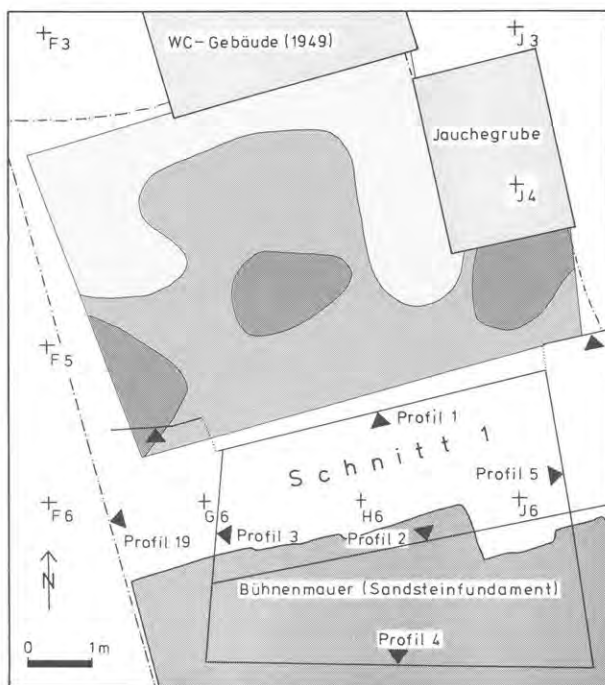 F3
WC-Gebäude (1949)
J3
Jauchegrube
J4
F5
Profil 1
Schnitt 1
Profil 5
F6
G6
H6
J6
Profil 19
Profil 3
Profil 2
N
Bühnenmauer (Sandsteinfundament)
0 1m
Profil 4